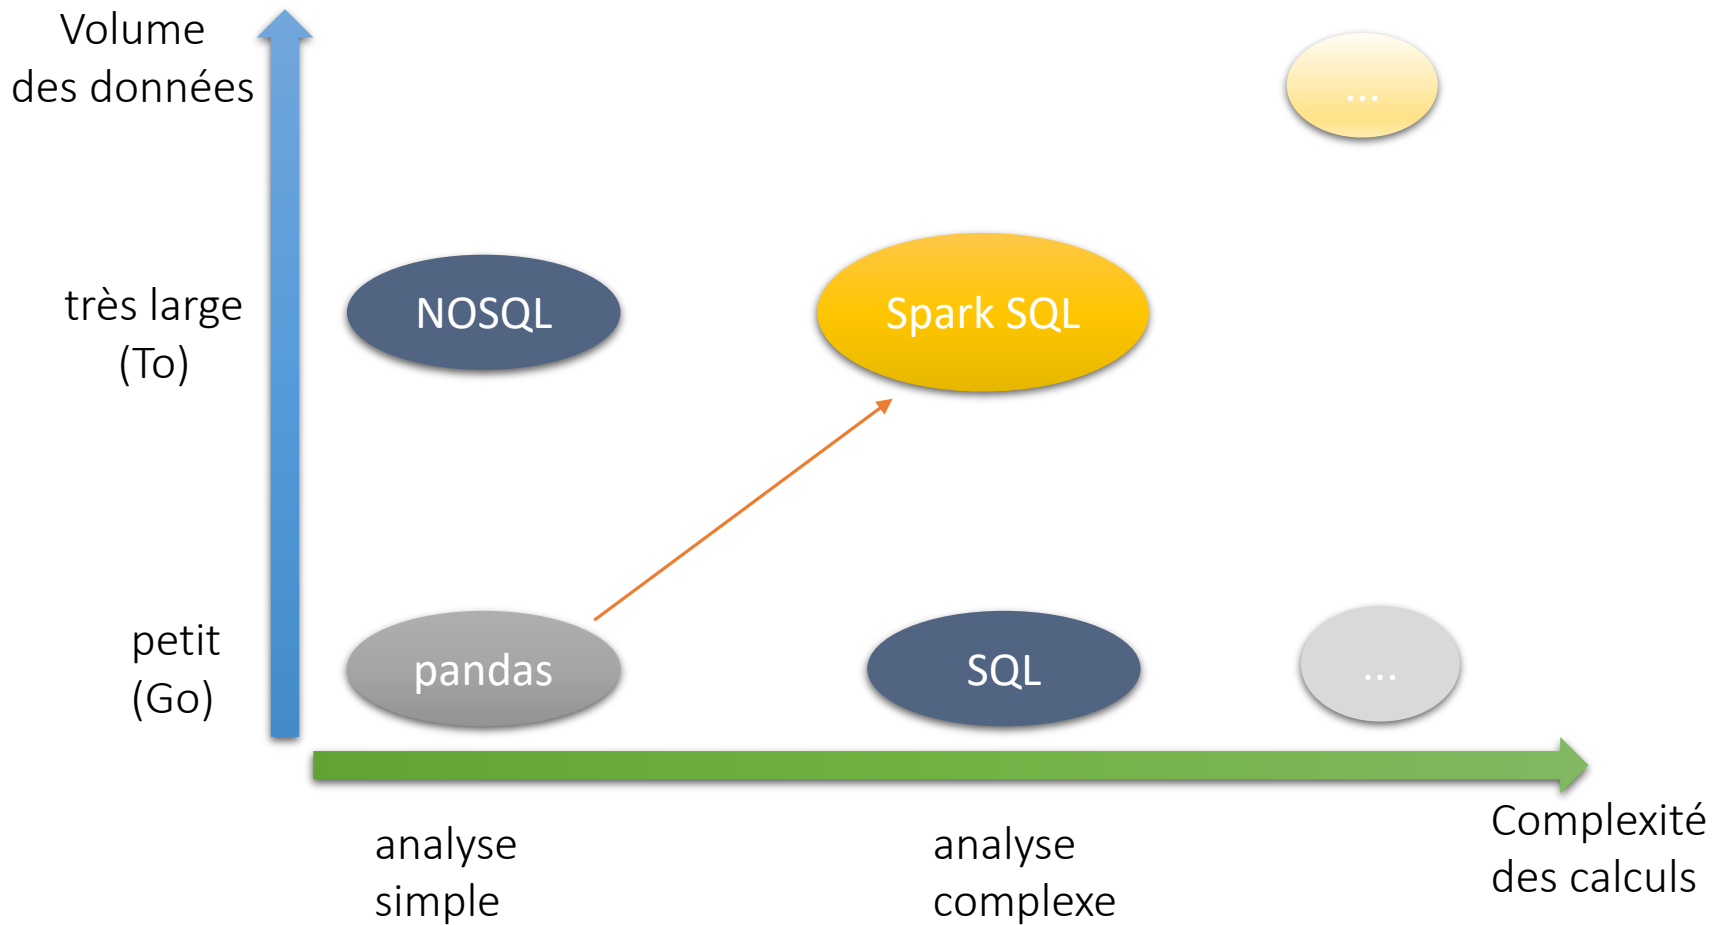 Volume
des données
...
très large
(To)
NOSQL
Spark SQL
petit
(Go)
pandas
SQL
...
analyse
simple
analyse
complexe
Complexité
des calculs